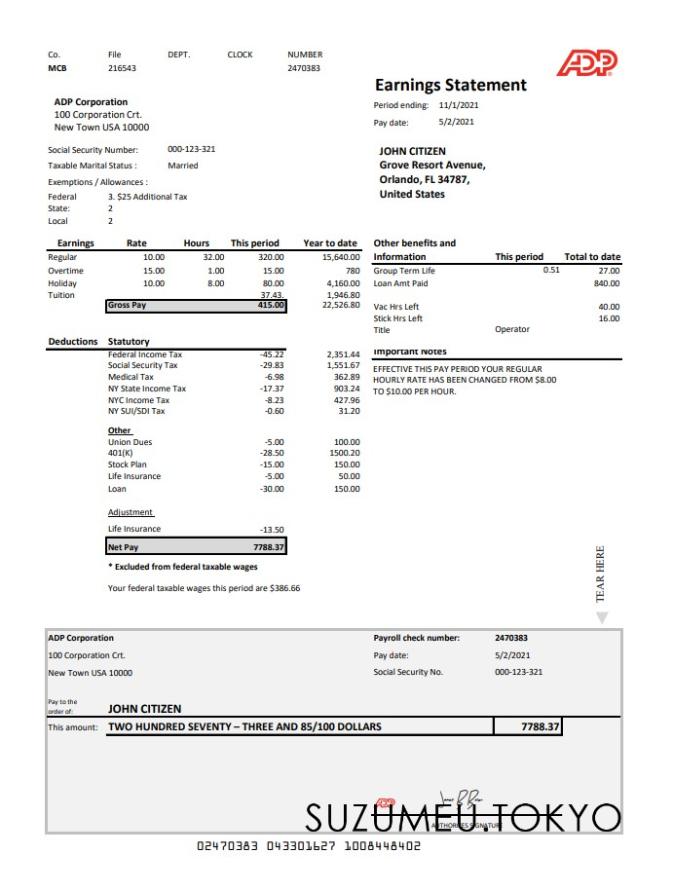 Co. File DEPT. CLOCK NUMBER
MCB 216543 2470383
ADP
Earnings Statement
Period ending: 11/1/2021
Pay date: 5/2/2021
ADP Corporation
100 Corporation Crt.
New Town USA 10000
Social Security Number: 000-123-321
Taxable Marital Status : Married
Exemptions / Allowances :
Federal 3. $25 Additional Tax
State: 2
Local 2
JOHN CITIZEN
Grove Resort Avenue,
Orlando, FL 34787,
United States
Earnings Rate Hours This period Year to date
Regular 10.00 32.00 320.00 15,640.00
Overtime 15.00 1.00 15.00 780
Holiday 10.00 8.00 80.00 4,160.00
Tuition 37.43. 1,946.80
Gross Pay 415.00 22,526.80
Other benefits and
Information This period Total to date
Group Term Life 0.51 27.00
Loan Amt Paid 840.00
Vac Hrs Left 40.00
Stick Hrs Left 16.00
Title Operator
Important Notes
EFFECTIVE THIS PAY PERIOD YOUR REGULAR
HOURLY RATE HAS BEEN CHANGED FROM $8.00
TO $10.00 PER HOUR.
Deductions Statutory
Federal Income Tax -45.22 2,351.44
Social Security Tax -29.83 1,551.67
Medical Tax -6.98 362.89
NY State Income Tax -17.37 903.24
NYC Income Tax -8.23 427.96
NY SUI/SDI Tax -0.60 31.20
Other
Union Dues -5.00 100.00
401(K) -28.50 1500.20
Stock Plan -15.00 150.00
Life Insurance -5.00 50.00
Loan -30.00 150.00
Adjustment
Life Insurance -13.50
Net Pay 7788.37
* Excluded from federal taxable wages
Your federal taxable wages this period are $386.66
TEAR HERE
ADP Corporation Payroll check number: 2470383
100 Corporation Crt. Pay date: 5/2/2021
New Town USA 10000 Social Security No. 000-123-321
Pay to the
order of: JOHN CITIZEN
This amount: TWO HUNDRED SEVENTY – THREE AND 85/100 DOLLARS 7788.37
ADP
SUZUMEU.TOKYO
02470383 043301627 1008448402